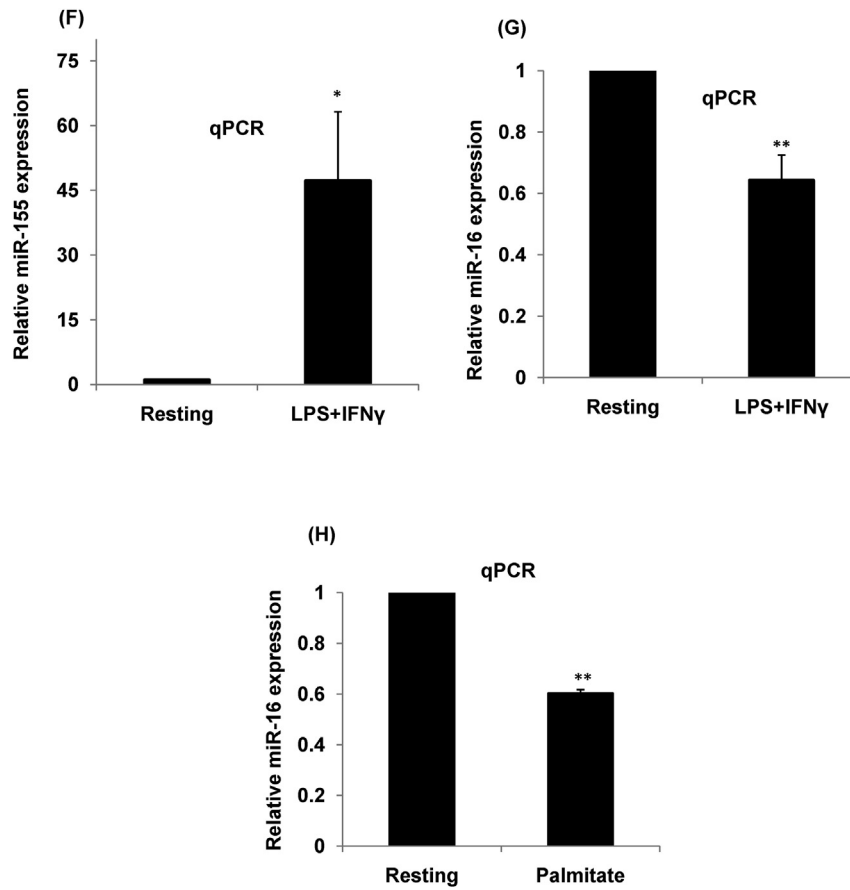 (F)
Relative miR-155 expression
75
60
45
30
15
0
qPCR
*
Resting
LPS+IFNγ
(G)
Relative miR-16 expression
1
0.8
0.6
0.4
0.2
0
qPCR
**
Resting
LPS+IFNγ
(H)
Relative miR-16 expression
qPCR
1
0.8
0.6
0.4
0.2
0
**
Resting
Palmitate